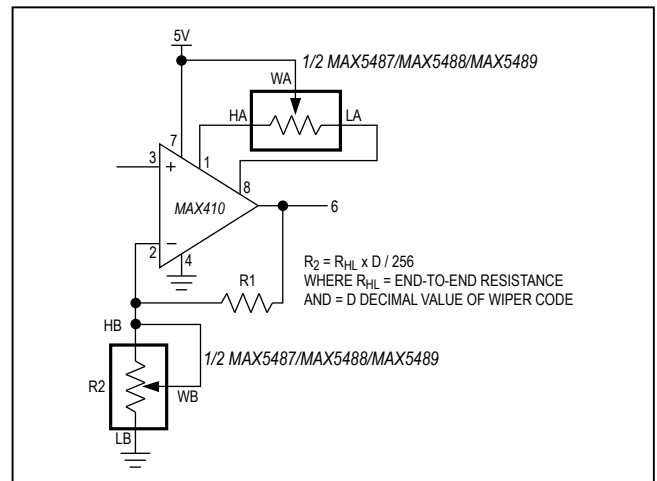 5V
1/2 MAX5487/MAX5488/MAX5489
WA
HA
LA
7
3
+
1
8
MAX410
6
−
2
4
R1
R2 = RHL x D / 256
WHERE RHL = END-TO-END RESISTANCE
AND = D DECIMAL VALUE OF WIPER CODE
HB
1/2 MAX5487/MAX5488/MAX5489
R2
WB
LB